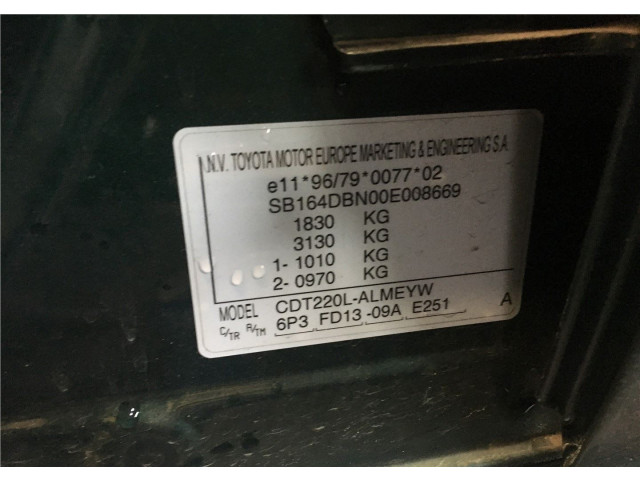 N.V. TOYOTA MOTOR EUROPE MARKETING & ENGINEERING S.A.
e11*96/79*0077*02
SB164DBN00E008669
1830 KG
3130 KG
1- 1010 KG
2- 0970 KG
MODEL CDT220L-ALMEYW
C/TR R/TM 6P3 FD13 -09A E251 A